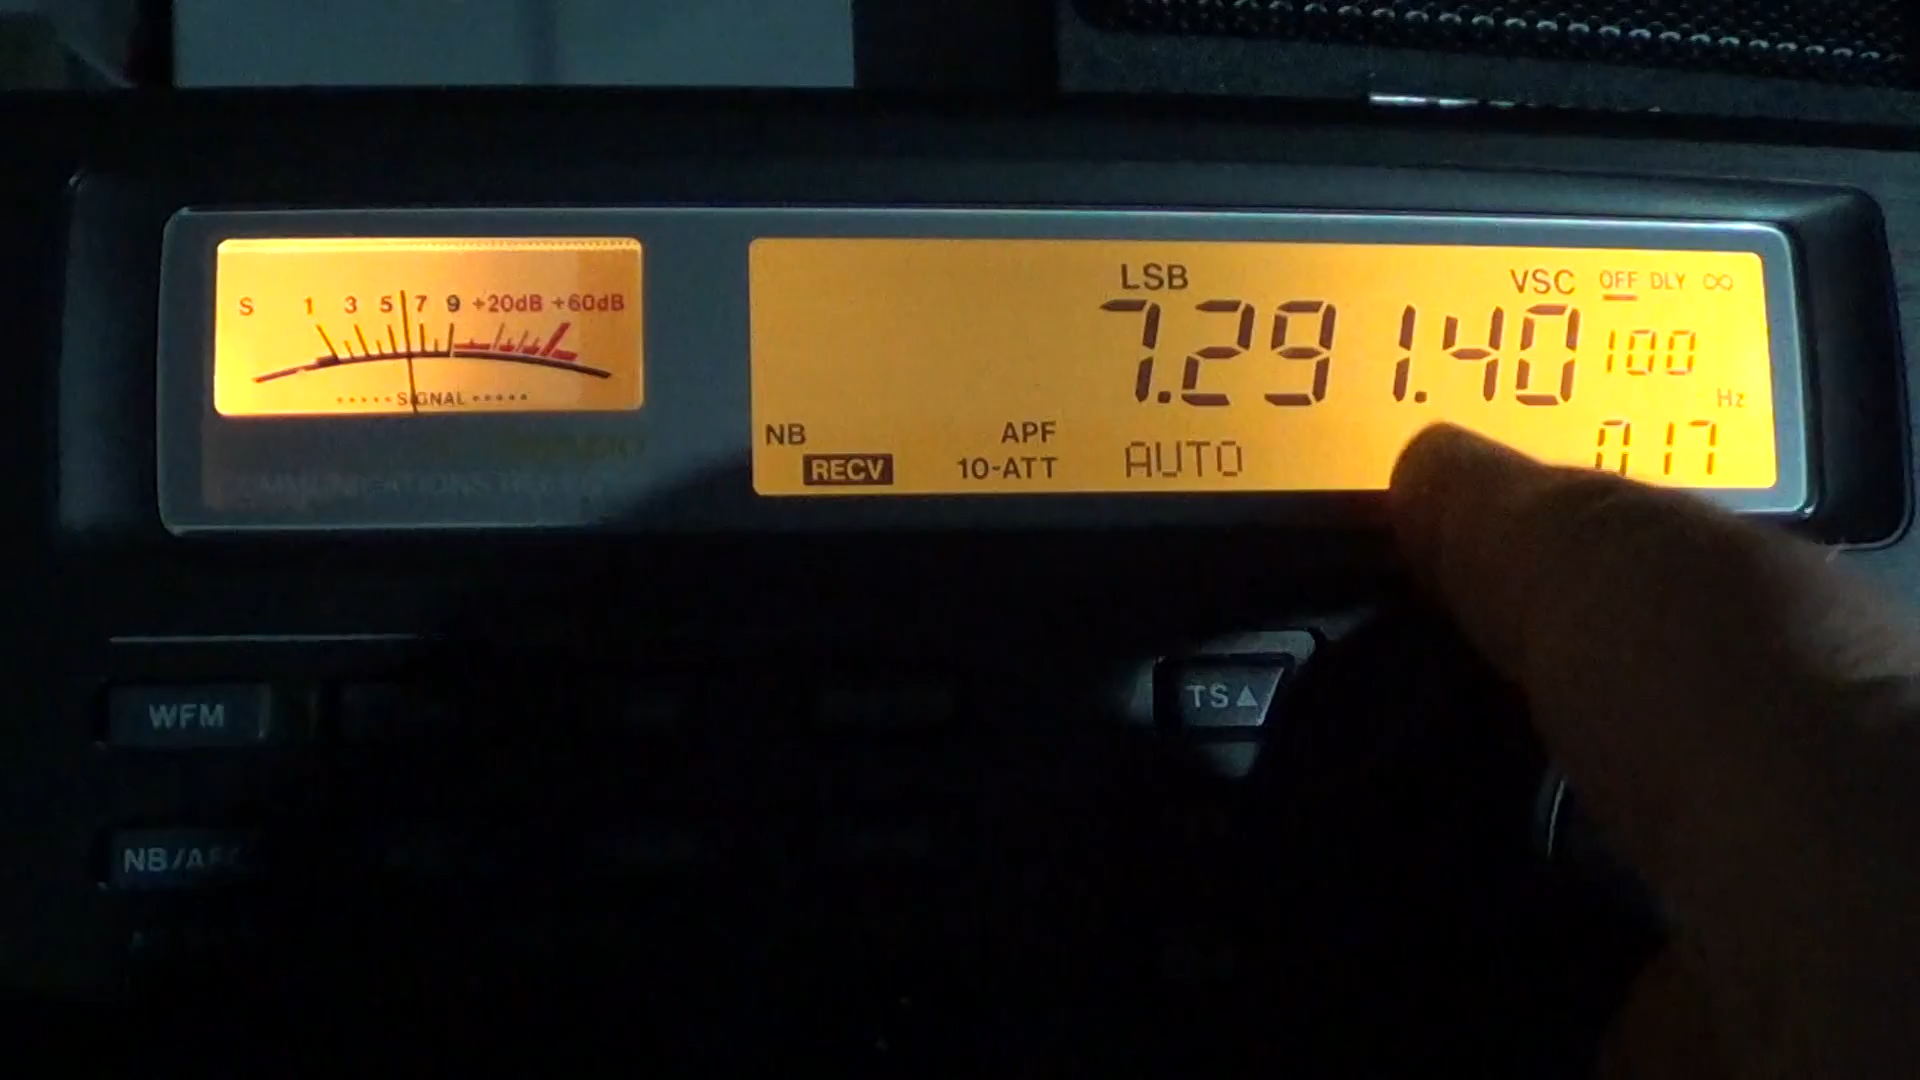 S 1 3 5 7 9 +20dB +60dB
SIGNAL
LSB VSC OFF DLY ∞
7.291.40 100
Hz
NB APF
RECV 10-ATT AUTO 017
COMMUNICATIONS
TS▲
WFM